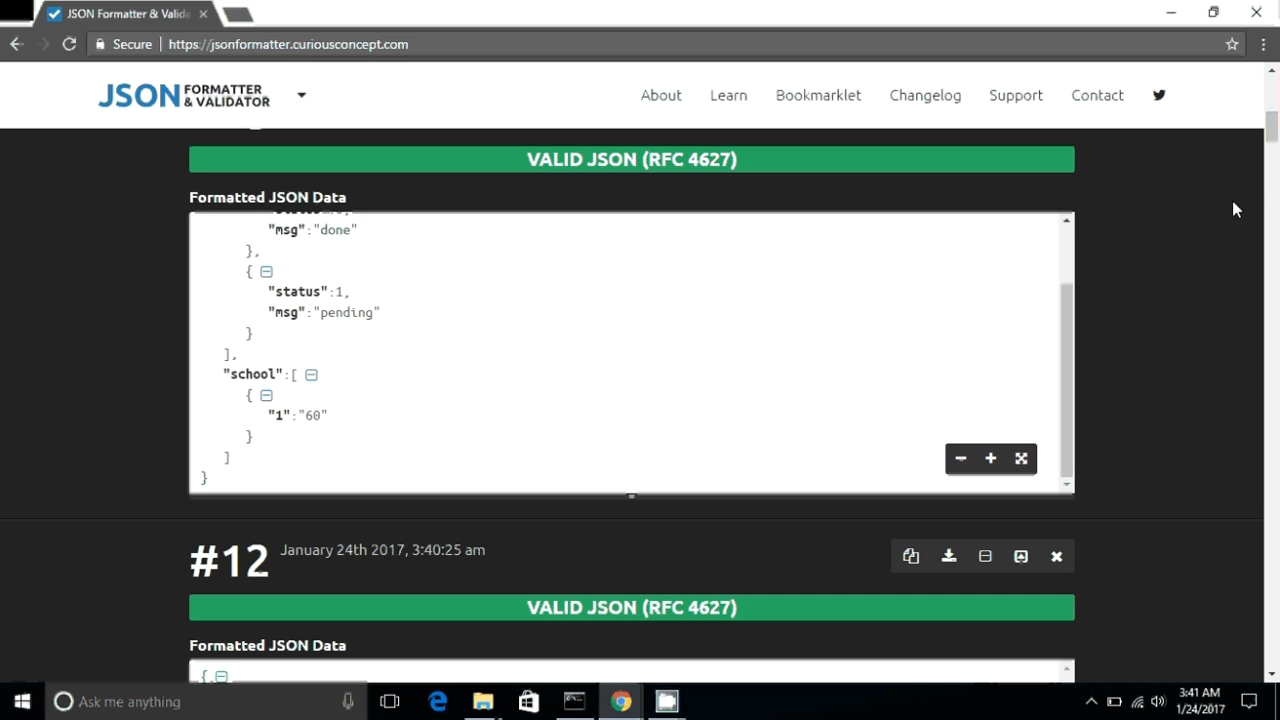 JSON Formatter & Valida
Secure
https://jsonformatter.curiousconcept.com
JSON FORMATTER & VALIDATOR
About
Learn
Bookmarklet
Changelog
Support
Contact
VALID JSON (RFC 4627)
Formatted JSON Data
"msg":"done"
},
{
"status":1,
"msg":"pending"
}
],
"school":[
{
"1":"60"
}
]
}
#12
January 24th 2017, 3:40:25 am
VALID JSON (RFC 4627)
Formatted JSON Data
{
Ask me anything
3:41 AM
1/24/2017